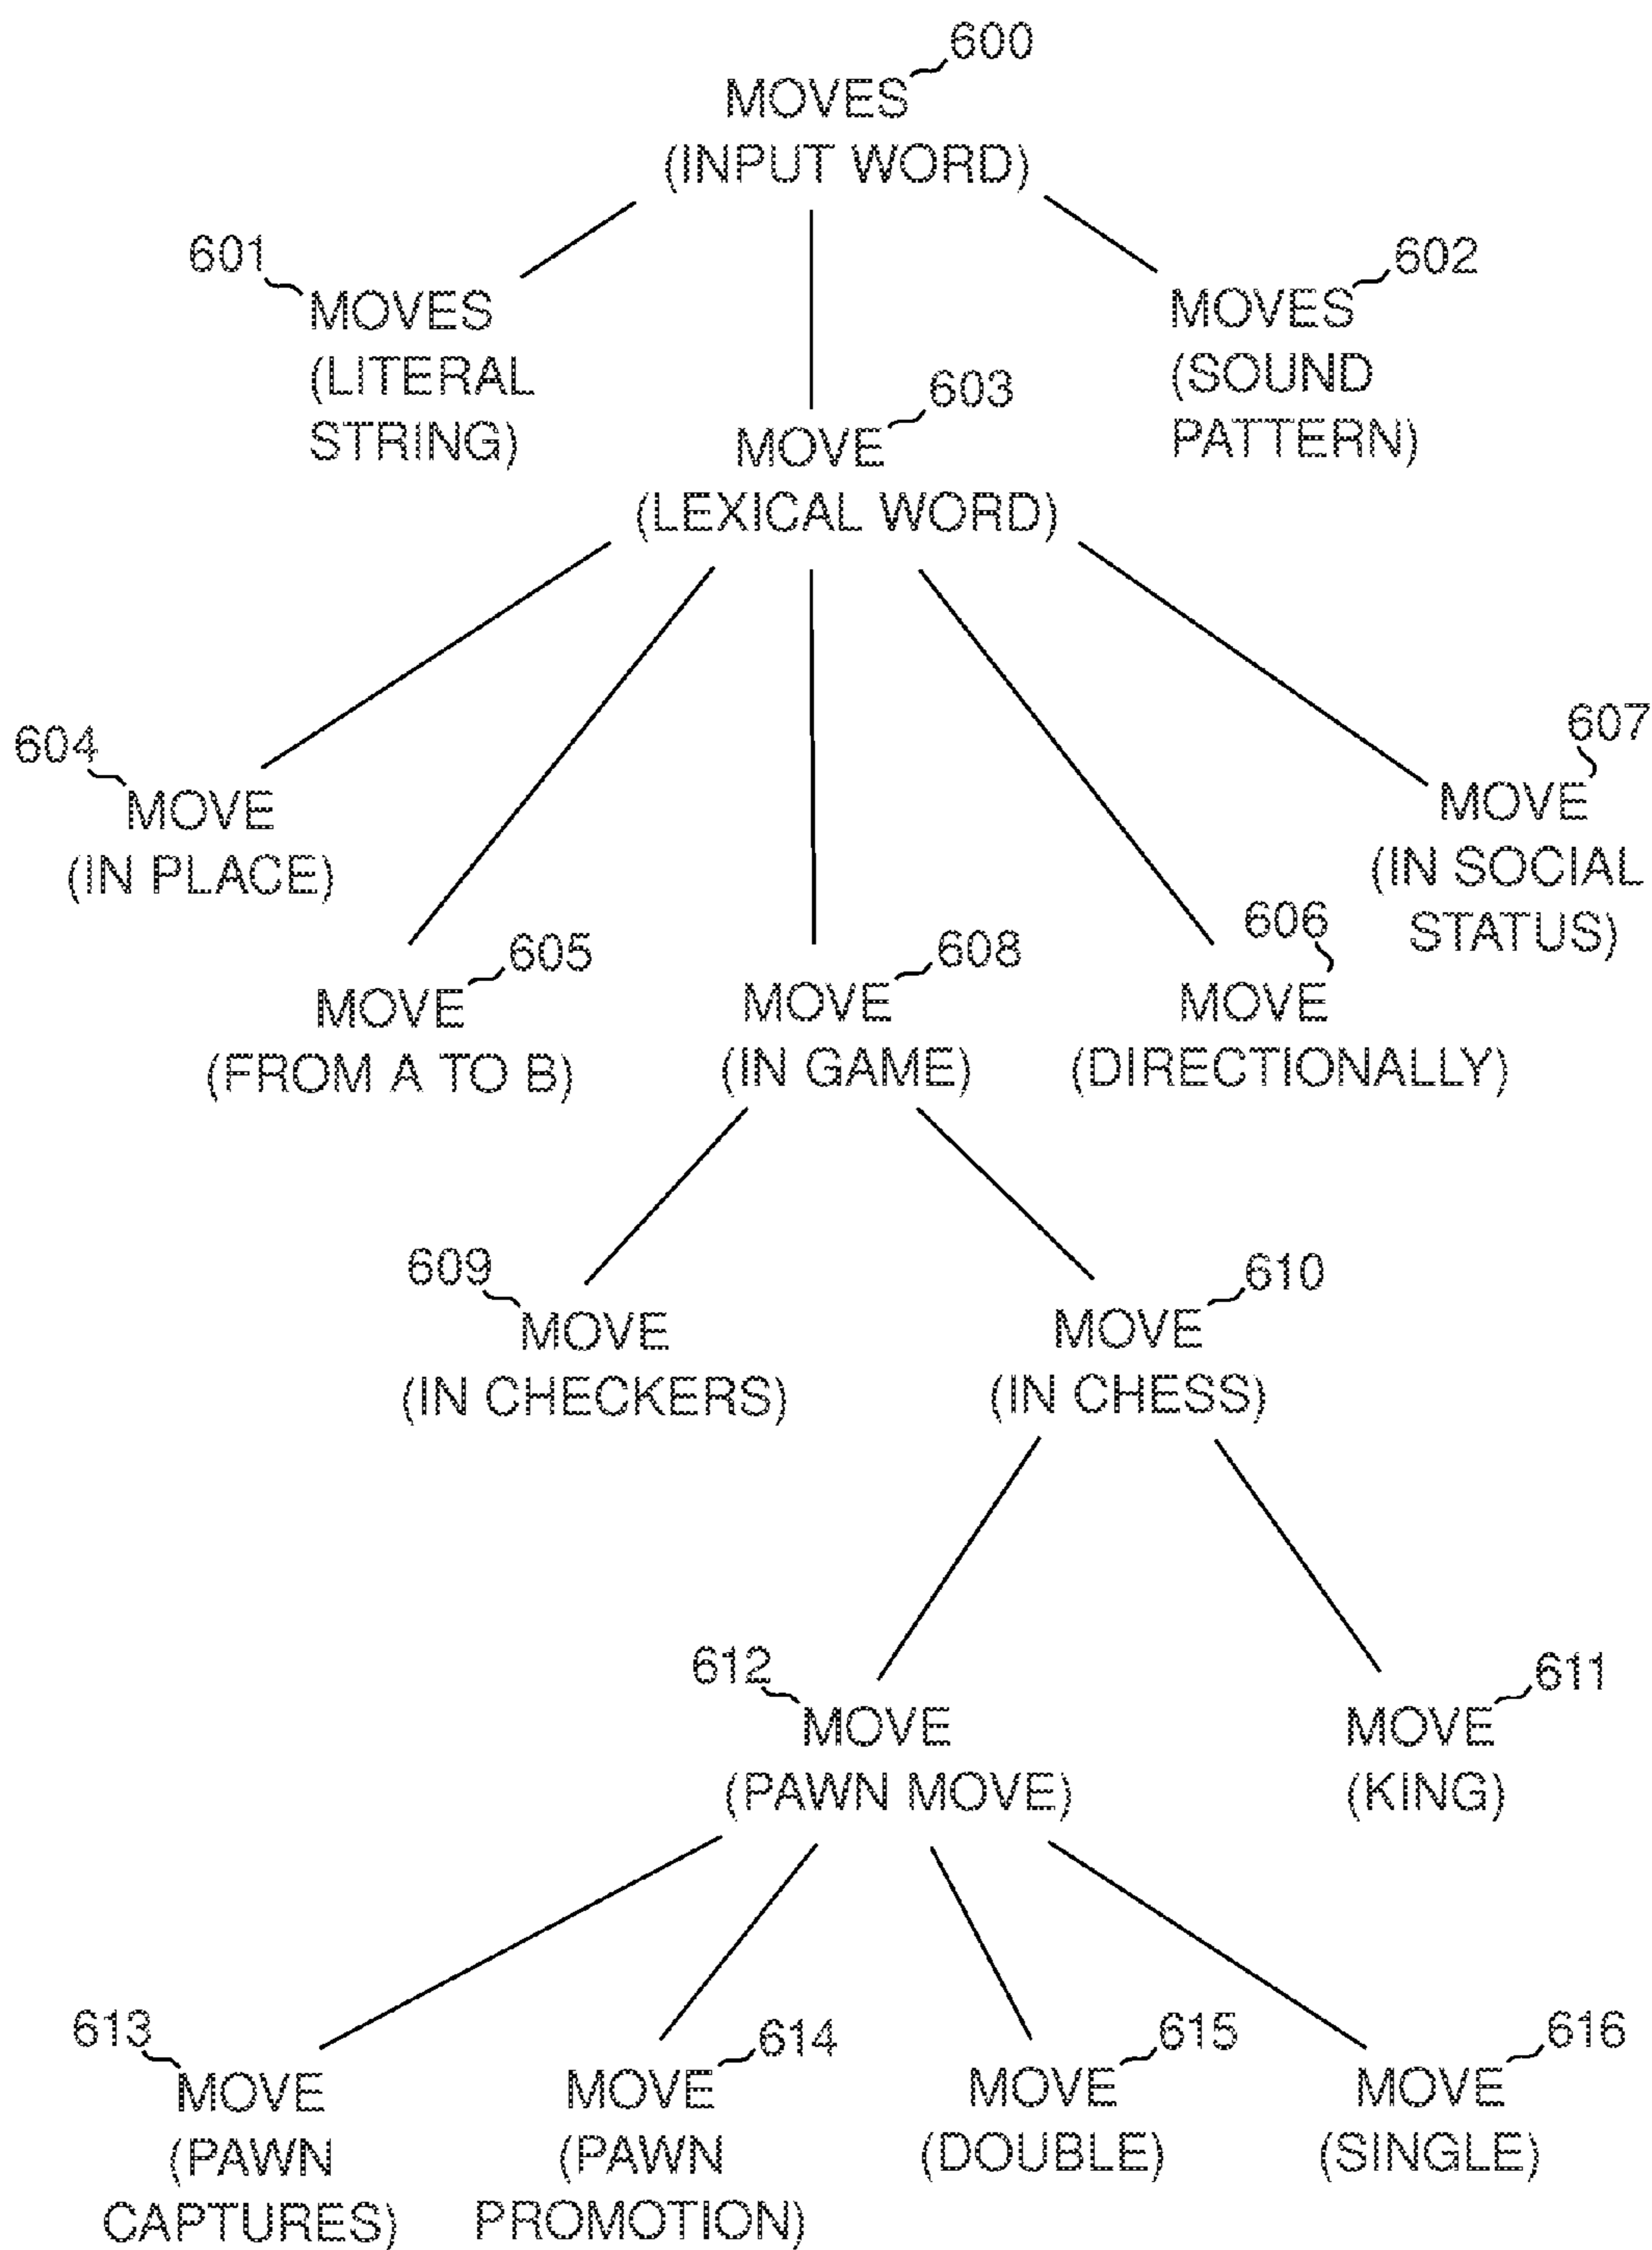 600
MOVES
(INPUT WORD)
601
MOVES
(LITERAL
STRING)
602
MOVES
(SOUND
PATTERN)
603
MOVE
(LEXICAL WORD)
604
MOVE
(IN PLACE)
607
MOVE
(IN SOCIAL
STATUS)
605
MOVE
(FROM A TO B)
608
MOVE
(IN GAME)
606
MOVE
(DIRECTIONALLY)
609
MOVE
(IN CHECKERS)
610
MOVE
(IN CHESS)
612
MOVE
(PAWN MOVE)
611
MOVE
(KING)
613
MOVE
(PAWN
CAPTURES)
614
MOVE
(PAWN
PROMOTION)
615
MOVE
(DOUBLE)
616
MOVE
(SINGLE)